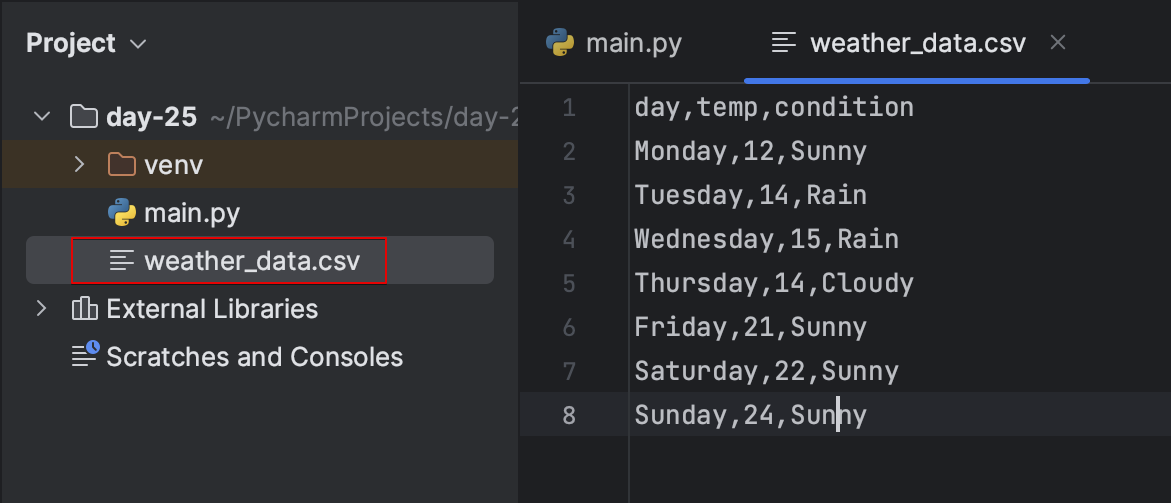 Project
day-25 ~/PycharmProjects/day-2
venv
main.py
weather_data.csv
External Libraries
Scratches and Consoles
main.py
weather_data.csv
1 day,temp,condition
2 Monday,12,Sunny
3 Tuesday,14,Rain
4 Wednesday,15,Rain
5 Thursday,14,Cloudy
6 Friday,21,Sunny
7 Saturday,22,Sunny
8 Sunday,24,Sunny